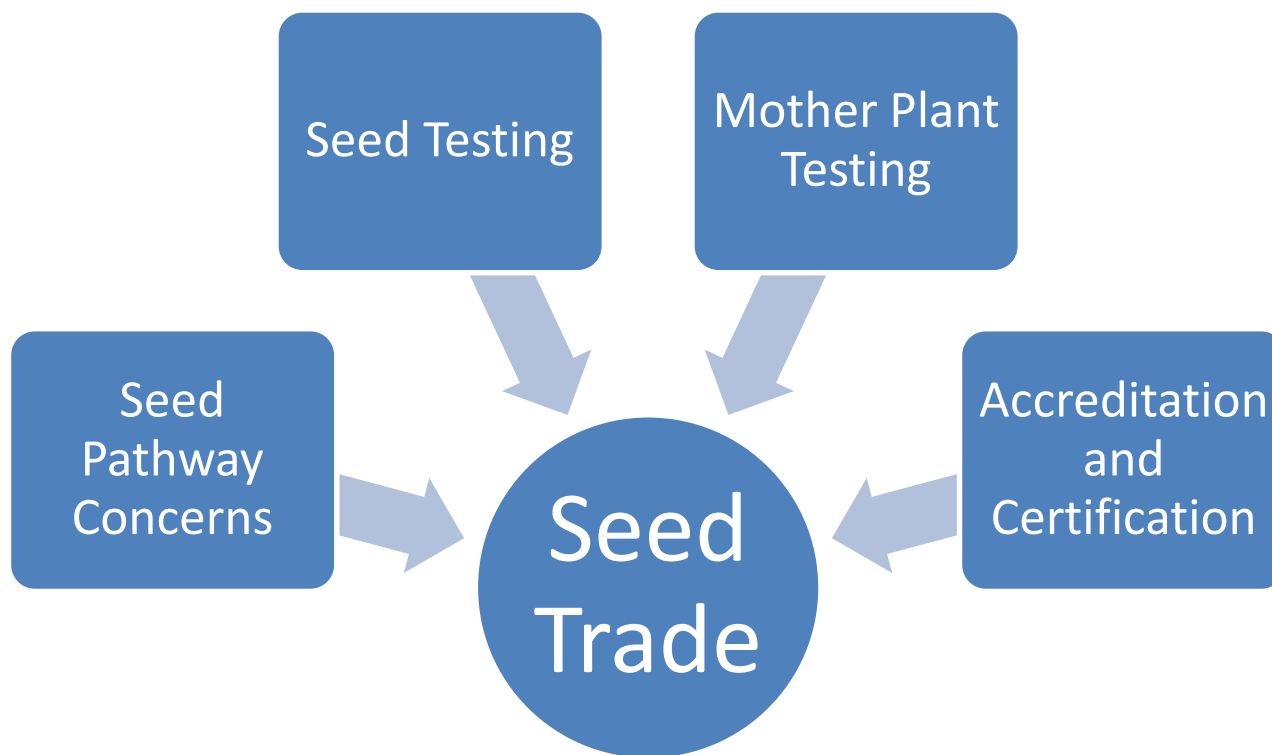 Seed Testing
Mother Plant
Testing
Seed
Pathway
Concerns
Accreditation
and
Certification
Seed
Trade